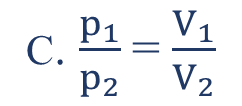 C. p₁/p₂ = V₁/V₂